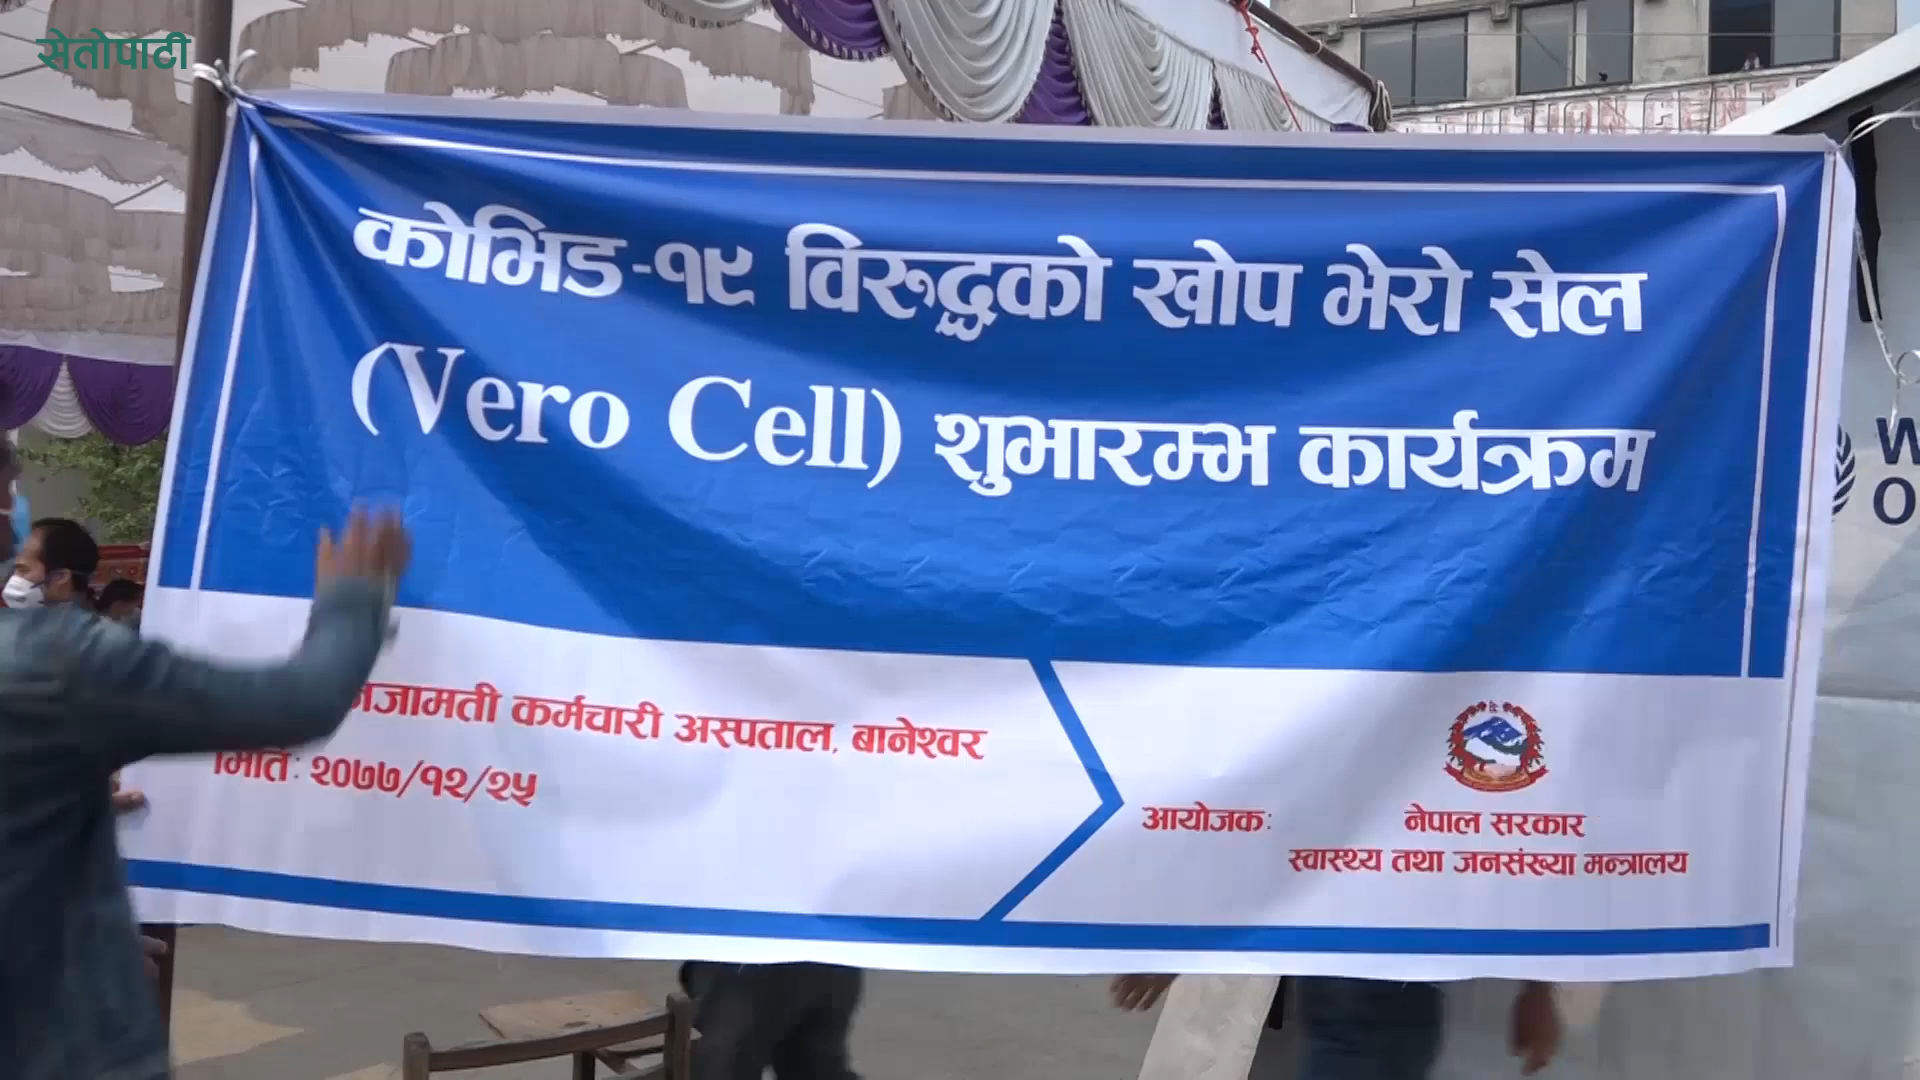 सेतोपाटी
कोभिड-१९ विरुद्धको खोप भेरो सेल
(Vero Cell) शुभारम्भ कार्यक्रम
कर्मचारी अस्पताल, बानेश्वर
मिति: २०७७/१२/२५
आयोजक: नेपाल सरकार
स्वास्थ्य तथा जनसंख्या मन्त्रालय